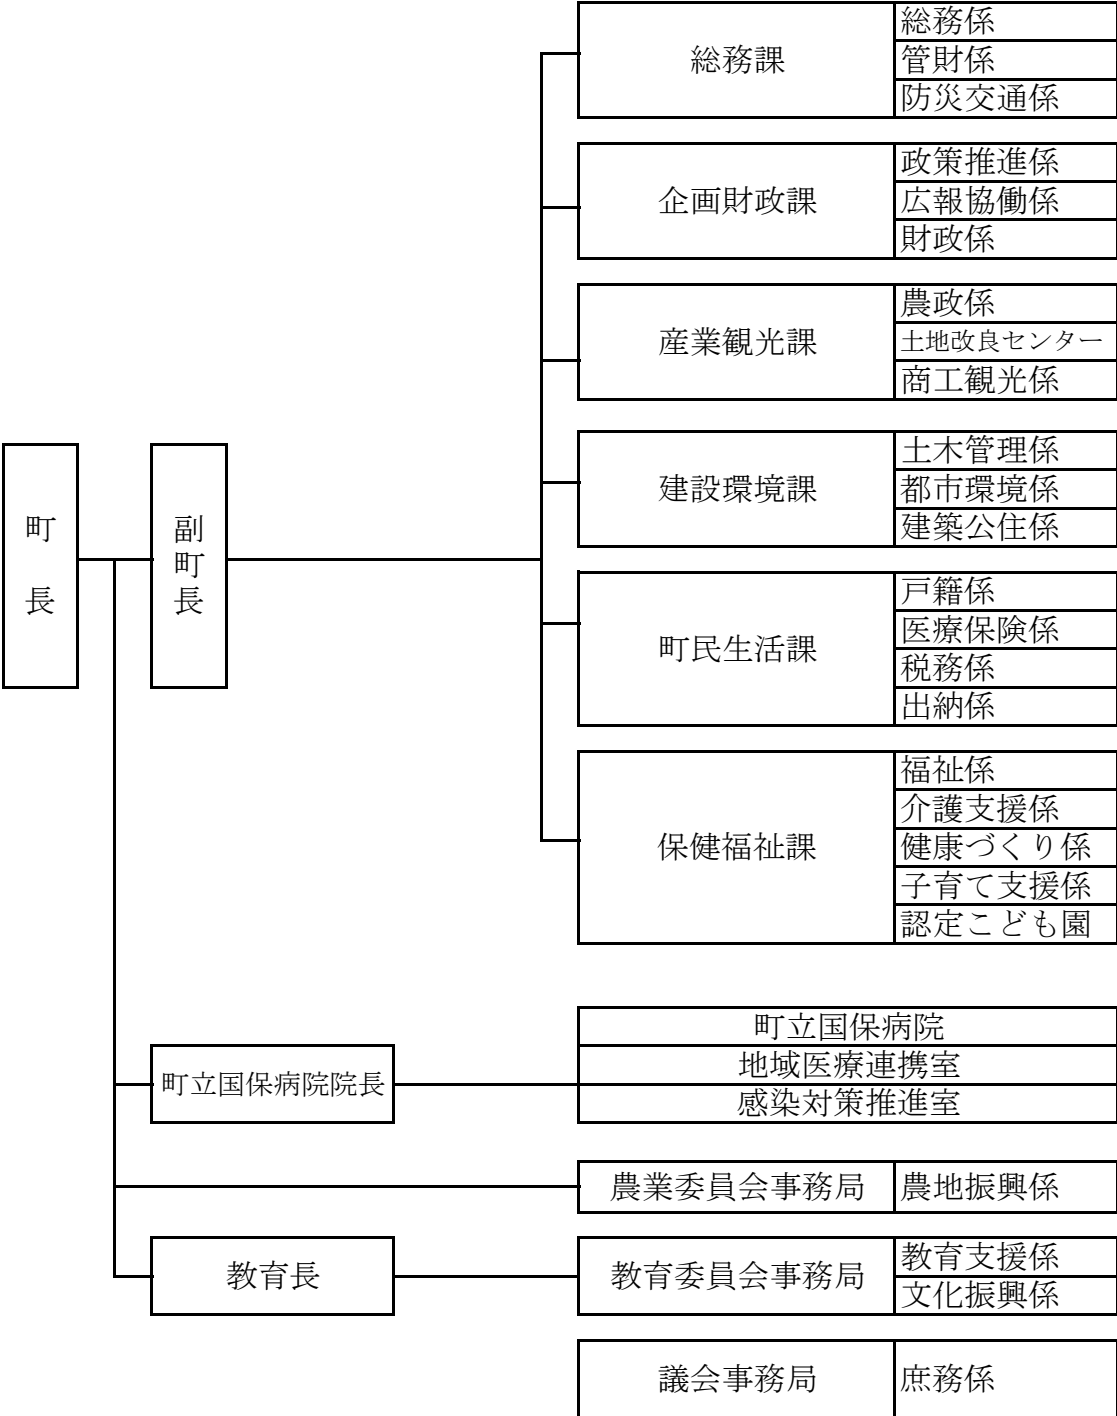 町長
副町長
総務課
総務係
管財係
防災交通係
企画財政課
政策推進係
広報協働係
財政係
産業観光課
農政係
土地改良センター
商工観光係
建設環境課
土木管理係
都市環境係
建築公住係
町民生活課
戸籍係
医療保険係
税務係
出納係
保健福祉課
福祉係
介護支援係
健康づくり係
子育て支援係
認定こども園
町立国保病院院長
町立国保病院
地域医療連携室
感染対策推進室
農業委員会事務局
農地振興係
教育長
教育委員会事務局
教育支援係
文化振興係
議会事務局
庶務係